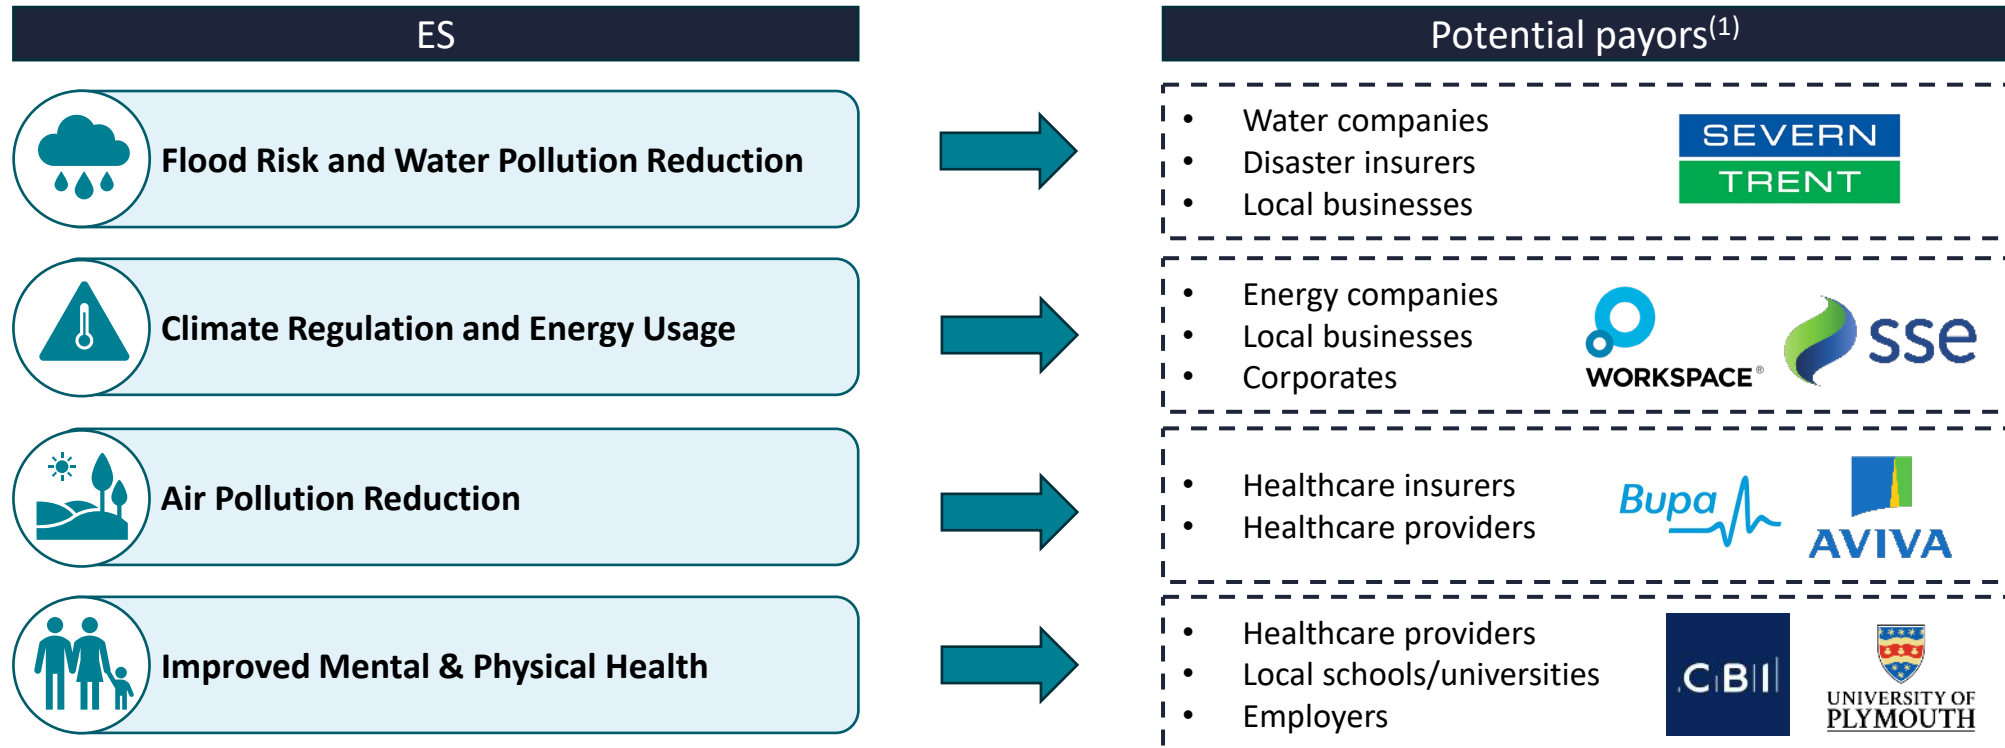 ES
Potential payors(1)
Flood Risk and Water Pollution Reduction
• Water companies
• Disaster insurers
• Local businesses
SEVERN
TRENT
Climate Regulation and Energy Usage
• Energy companies
• Local businesses
• Corporates
WORKSPACE®
sse
Air Pollution Reduction
• Healthcare insurers
• Healthcare providers
Bupa
AVIVA
Improved Mental & Physical Health
• Healthcare providers
• Local schools/universities
• Employers
CBI
UNIVERSITY OF
PLYMOUTH